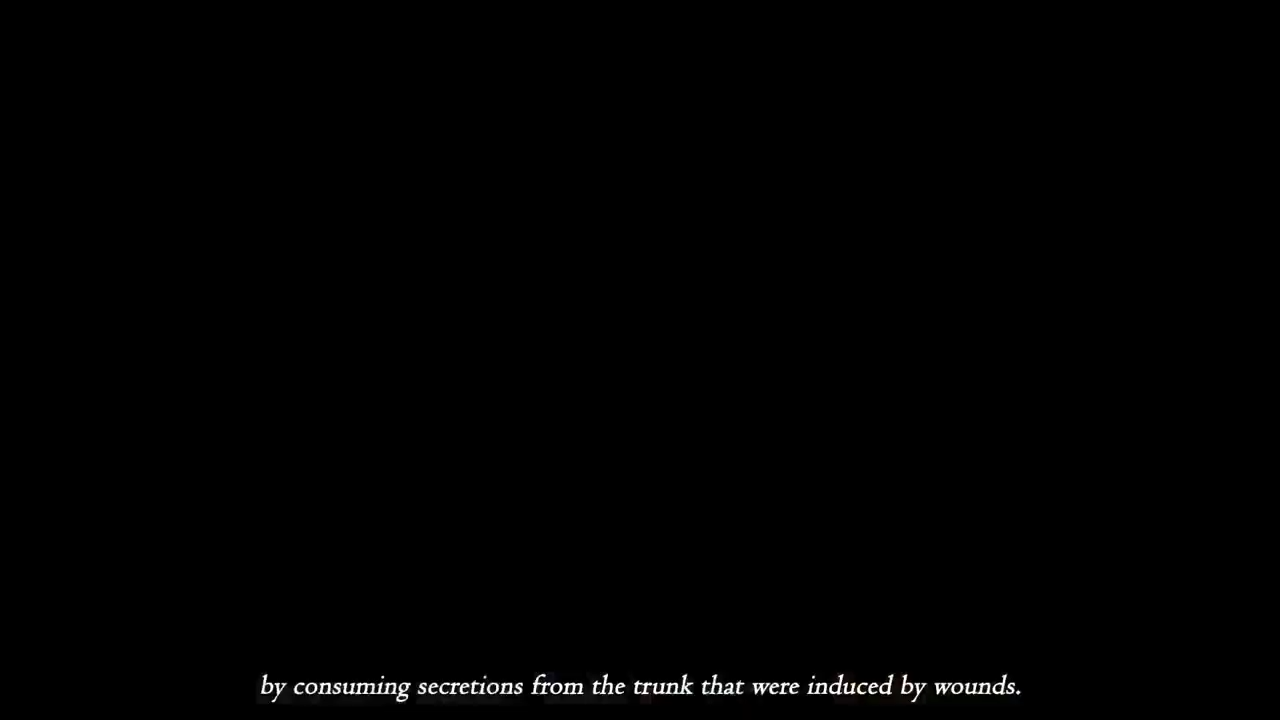 by consuming secretions from the trunk that were induced by wounds.